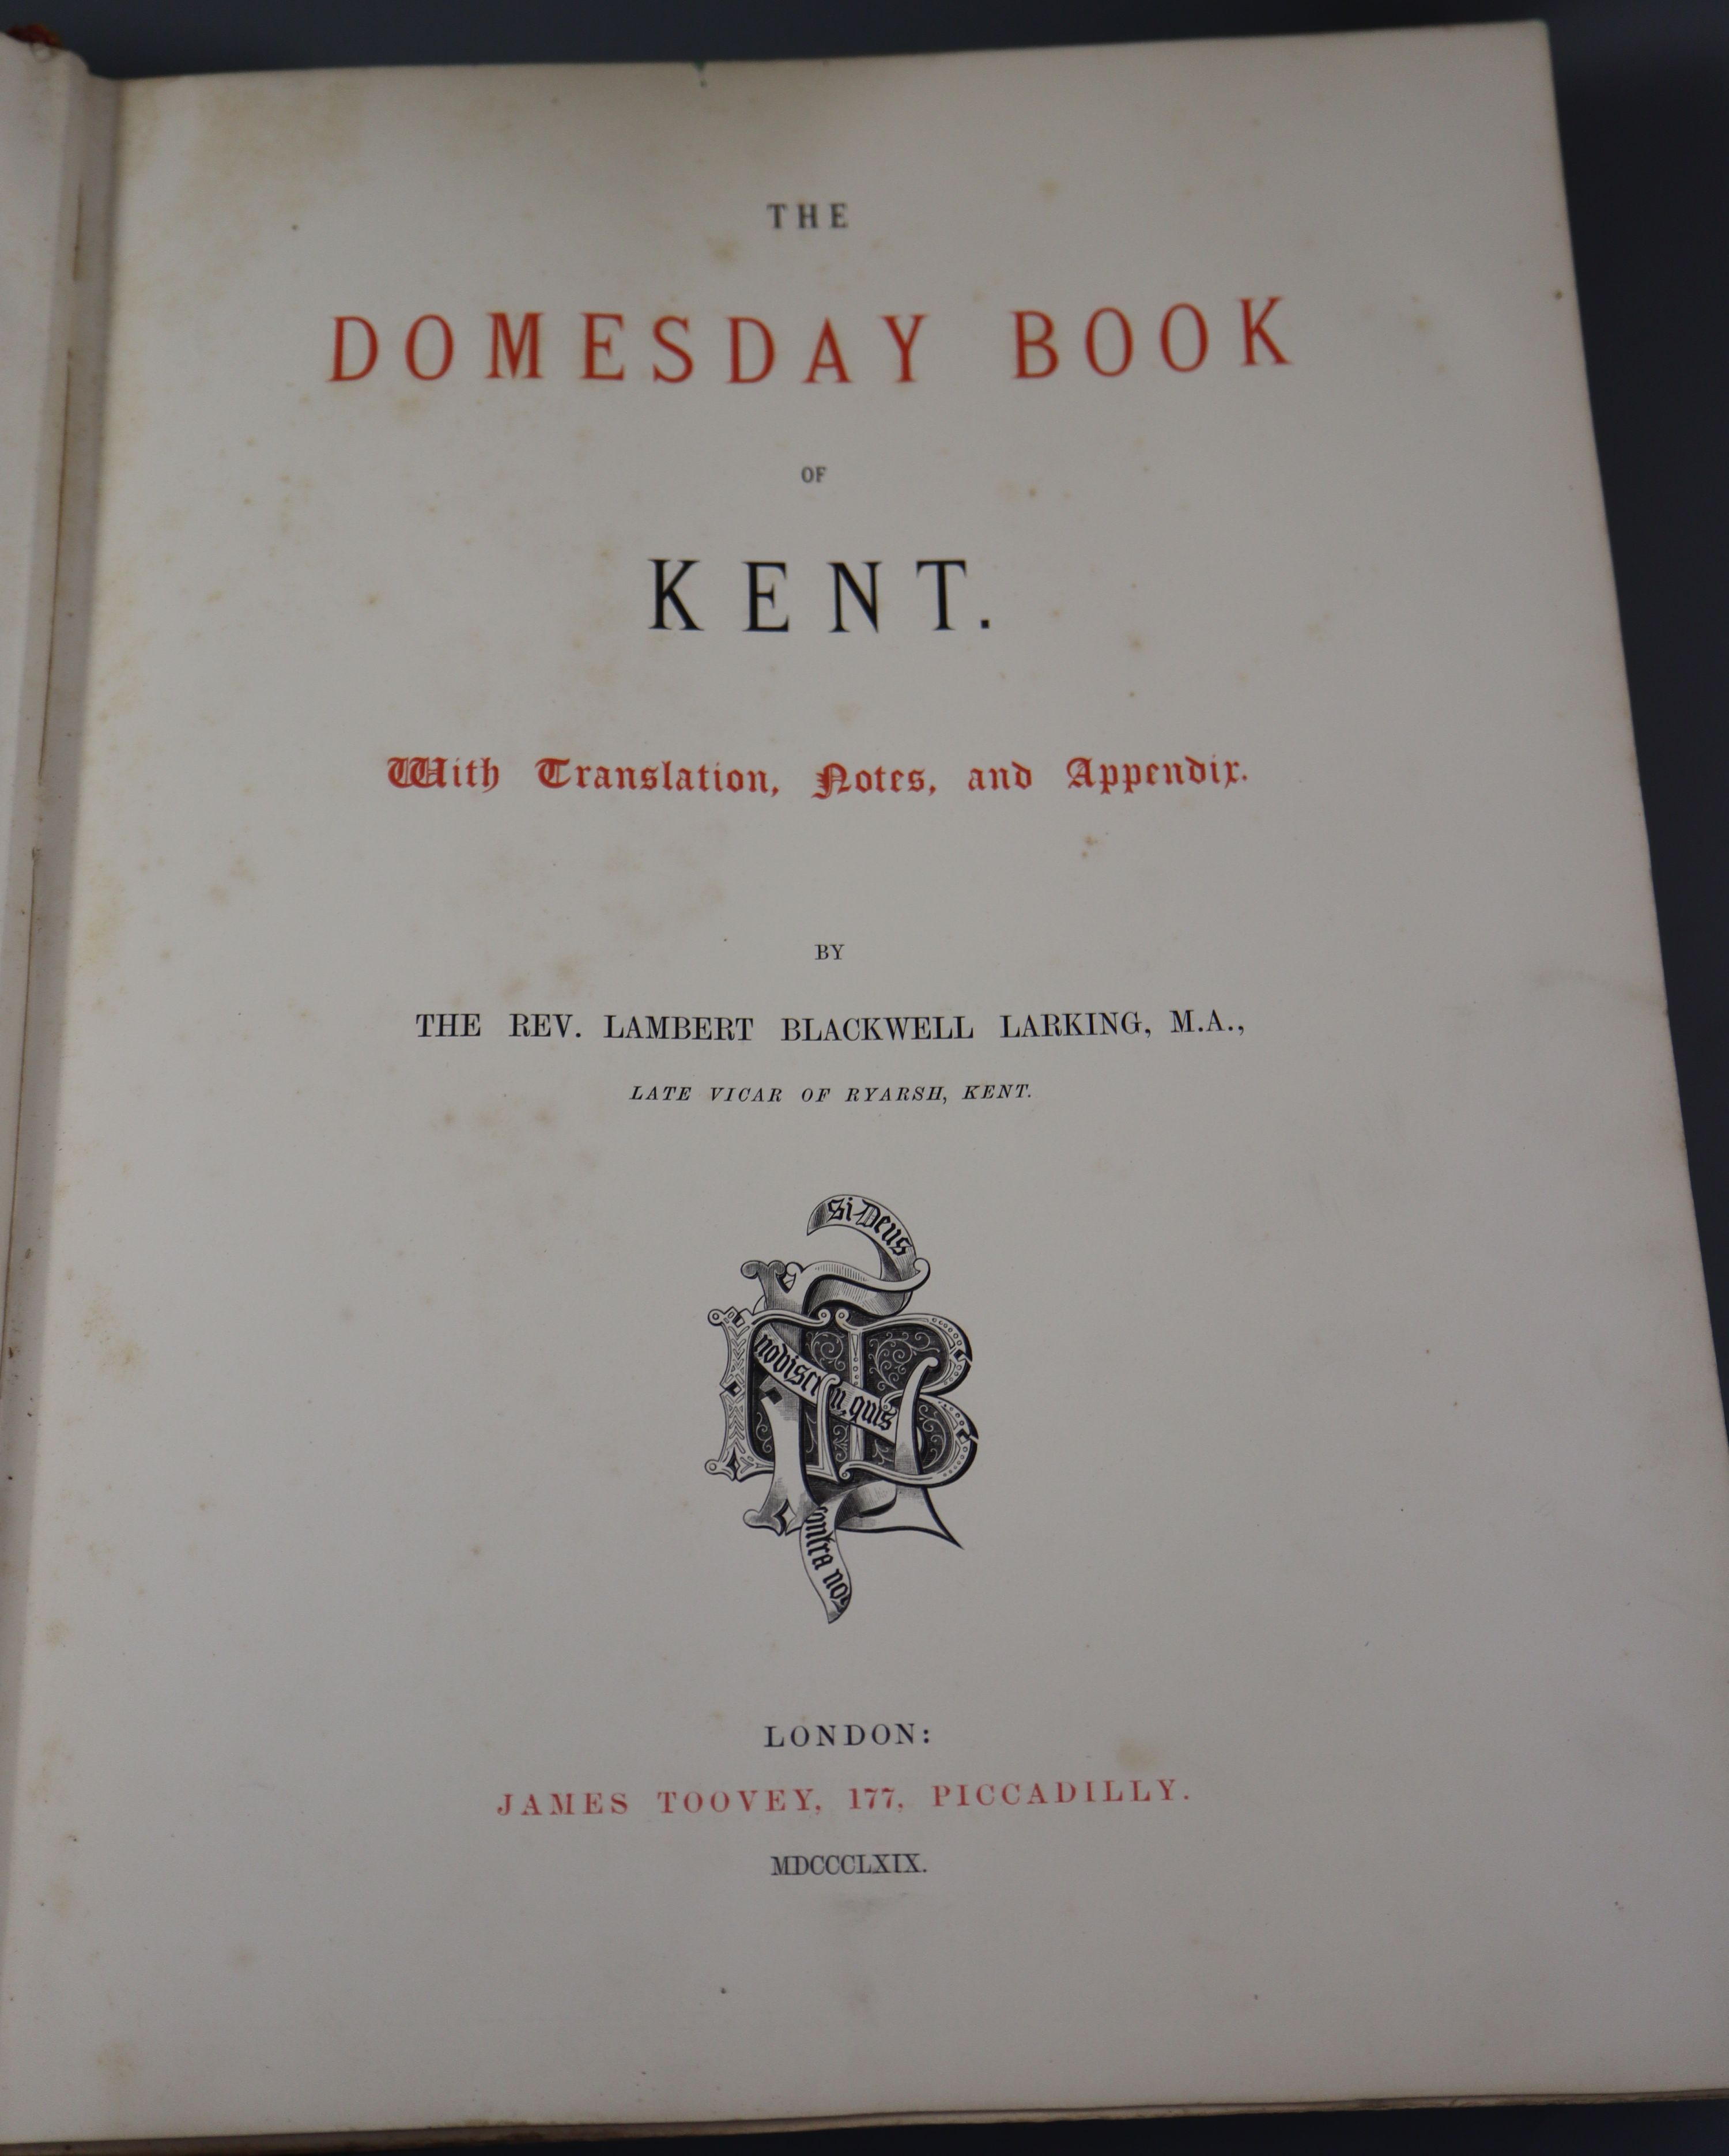 THE
DOMESDAY BOOK
OF
KENT.
With Translation, Notes, and Appendix.
BY
THE REV. LAMBERT BLACKWELL LARKING, M.A.,
LATE VICAR OF RYARSH, KENT.
Si Deus
nobiscum, quis
contra nos
LONDON:
JAMES TOOVEY, 177, PICCADILLY.
MDCCCLXIX.